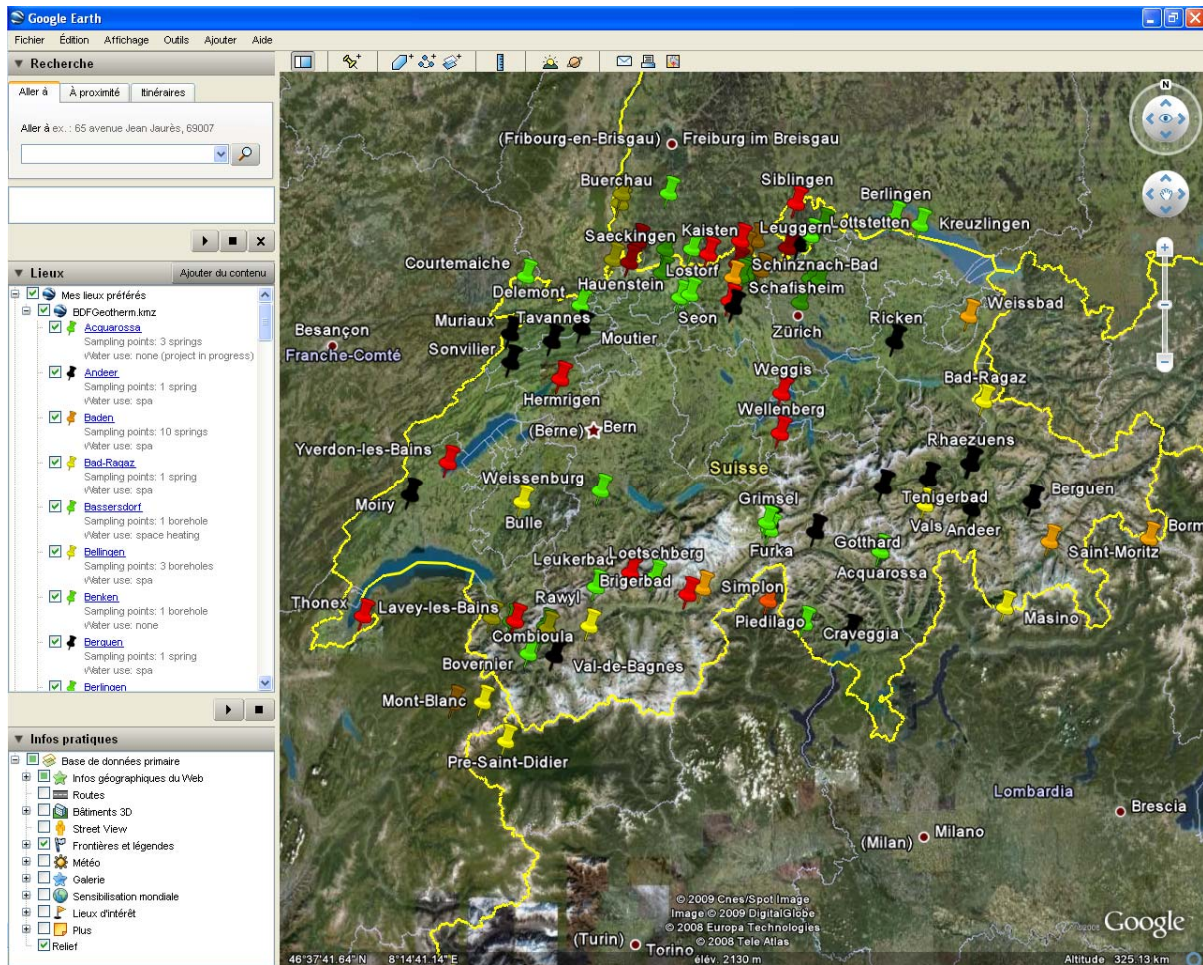 Google Earth
Fichier Édition Affichage Outils Ajouter Aide
Recherche
Aller à À proximité Itinéraires
Aller à ex. : 65 avenue Jean Jaurès, 69007
Lieux Ajouter du contenu
Mes lieux préférés
BDFGeotherm.kmz
Acquarossa
Sampling points: 3 springs
Water use: none (project in progress)
Andeer
Sampling points: 1 spring
Water use: spa
Baden
Sampling points: 10 springs
Water use: spa
Bad-Ragaz
Sampling points: 1 spring
Water use: spa
Bassersdorf
Sampling points: 1 borehole
Water use: space heating
Bellingen
Sampling points: 3 boreholes
Water use: spa
Benken
Sampling points: 1 borehole
Water use: none
Berguen
Sampling points: 1 spring
Water use: spa
Berlingen
Infos pratiques
Base de données primaire
Infos géographiques du Web
Routes
Bâtiments 3D
Street View
Frontières et légendes
Météo
Galerie
Sensibilisation mondiale
Lieux d'intérêt
Plus
Relief
N
(Fribourg-en-Brisgau) Freiburg im Breisgau
Buerchau
Siblingen
Berlingen
Kreuzlingen
Lottstetten
Leuggern
Kaisten
Saeckingen
Courtemaiche
Lostorf
Schinznach-Bad
Delemont
Hauenstein
Schafisheim
Weissbad
Muriaux
Tavannes
Seon
Zürich
Ricken
Besançon
Franche-Comté
Sonvilier
Moutier
Weggis
Bad-Ragaz
Hermrigen
Wellenberg
(Berne) Bern
Rhaezuens
Yverdon-les-Bains
Suisse
Weissenburg
Moiry
Bulle
Grimsel
Tenigerbad
Berguen
Vals
Andeer
Furka
Gotthard
Saint-Moritz
Borm
Leukerbad
Loetschberg
Acquarossa
Brigerbad
Simplon
Thonex
Lavey-les-Bains
Rawyl
Piedilago
Craveggia
Masino
Combioula
Bovernier
Val-de-Bagnes
Mont-Blanc
Pre-Saint-Didier
Lombardia
Brescia
(Milan) Milano
(Turin) Torino
© 2009 Cnes/Spot Image
Image © 2009 DigitalGlobe
© 2008 Europa Technologies
© 2008 Tele Atlas
Google
46°37'41.64" N 8°14'41.14" E élév. 2130 m Altitude 325.13 km